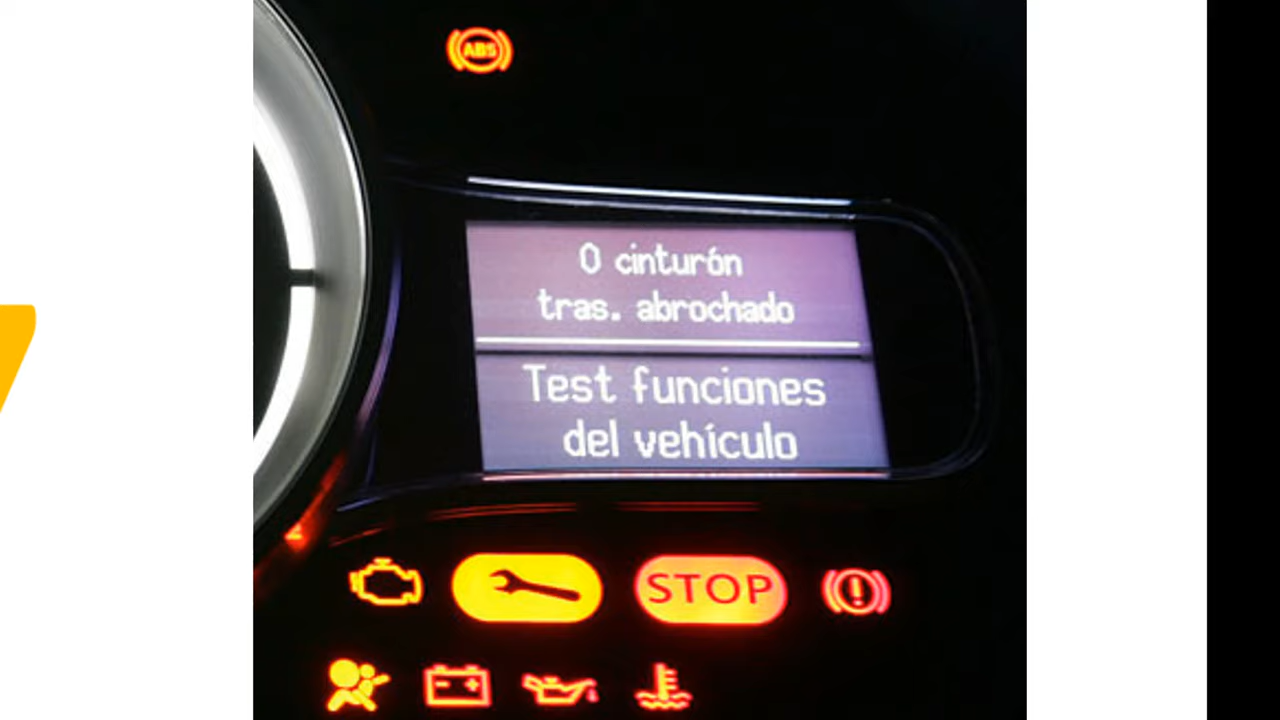 ABS
0 cinturón
tras. abrochado
Test funciones
del vehículo
STOP